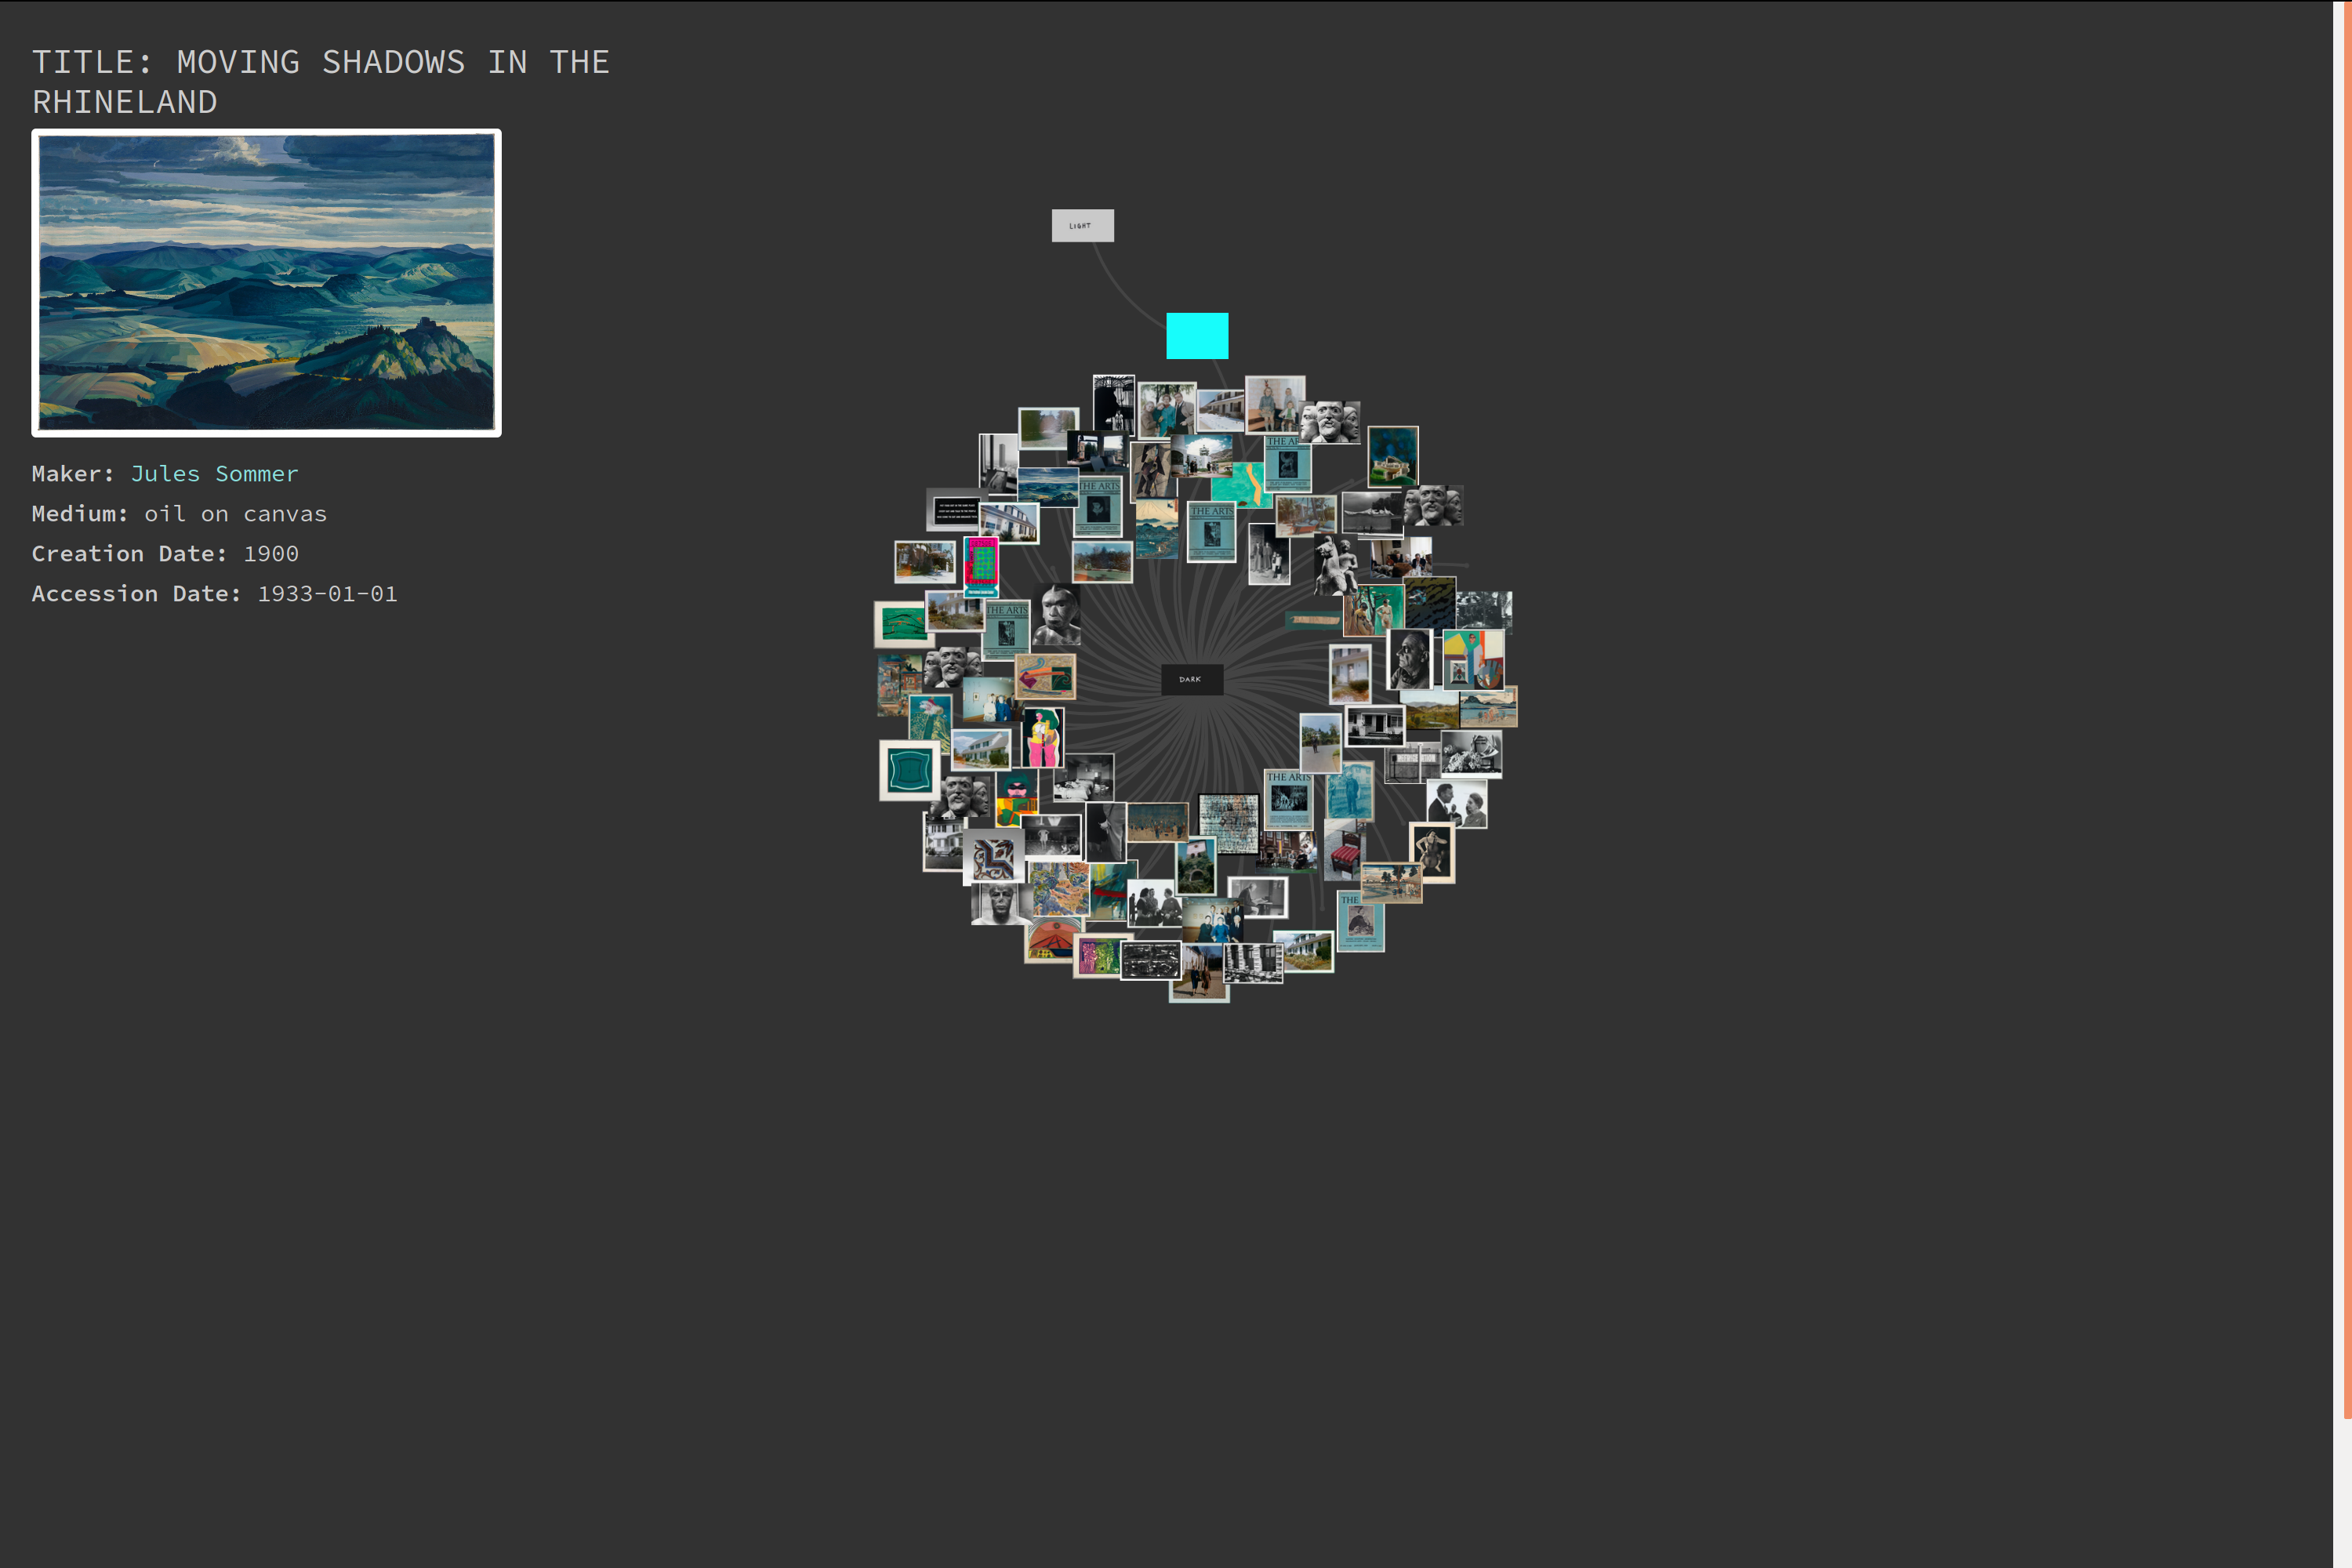 TITLE: MOVING SHADOWS IN THE
RHINELAND
Maker: Jules Sommer
Medium: oil on canvas
Creation Date: 1900
Accession Date: 1933-01-01
LIGHT
THE ARTS
THE ARTS
THE ARTS
THE ARTS
DARK
THE ARTS
THE